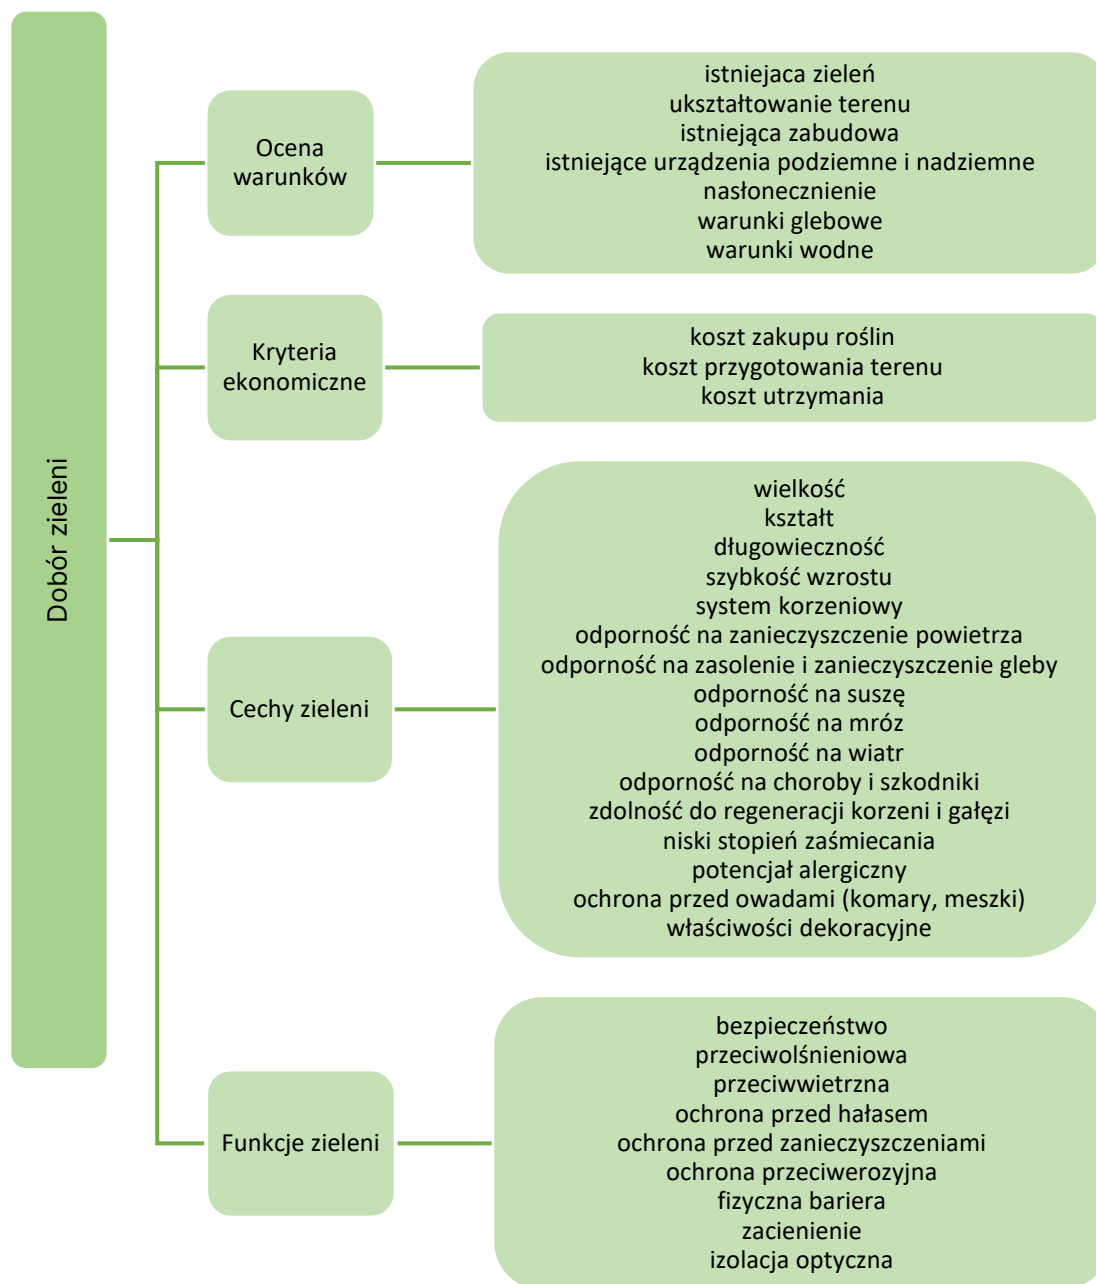 Dobór zieleni
Ocena
warunków
istniejaca zieleń
ukształtowanie terenu
istniejąca zabudowa
istniejące urządzenia podziemne i nadziemne
nasłonecznienie
warunki glebowe
warunki wodne
Kryteria
ekonomiczne
koszt zakupu roślin
koszt przygotowania terenu
koszt utrzymania
Cechy zieleni
wielkość
kształt
długowieczność
szybkość wzrostu
system korzeniowy
odporność na zanieczyszczenie powietrza
odporność na zasolenie i zanieczyszczenie gleby
odporność na suszę
odporność na mróz
odporność na wiatr
odporność na choroby i szkodniki
zdolność do regeneracji korzeni i gałęzi
niski stopień zaśmiecania
potencjał alergiczny
ochrona przed owadami (komary, meszki)
właściwości dekoracyjne
Funkcje zieleni
bezpieczeństwo
przeciwolśnieniowa
przeciwwietrzna
ochrona przed hałasem
ochrona przed zanieczyszczeniami
ochrona przeciwerozyjna
fizyczna bariera
zacienienie
izolacja optyczna